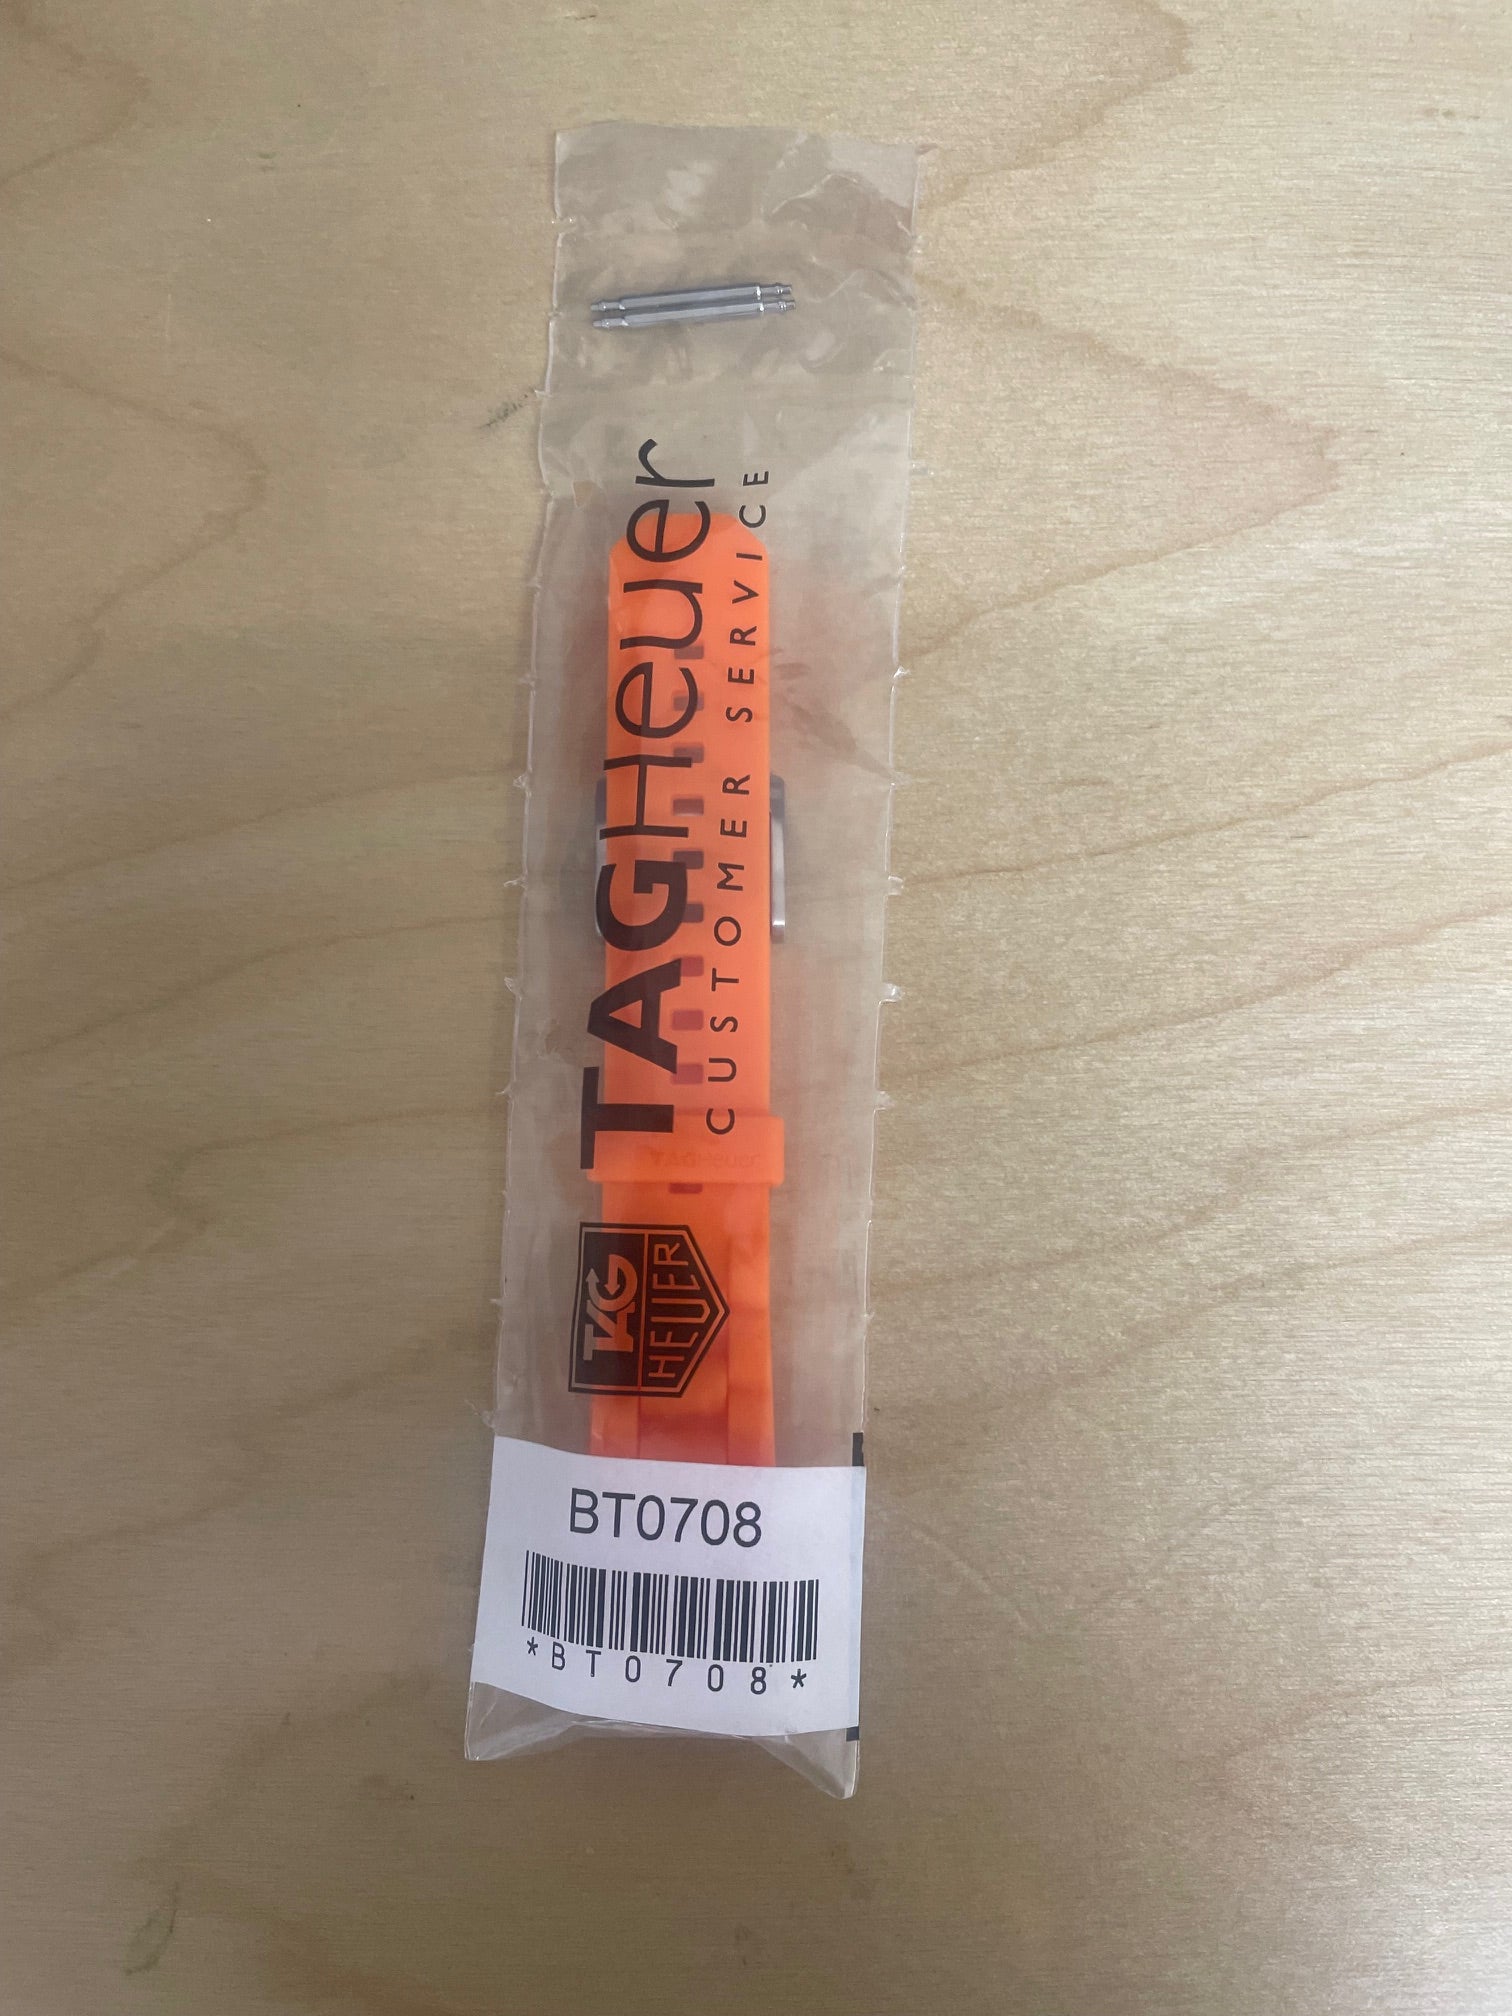 TAGHeuer
CUSTOMER SERVICE
TAGHeuer
TAG
HEUER
BT0708
*BT0708*